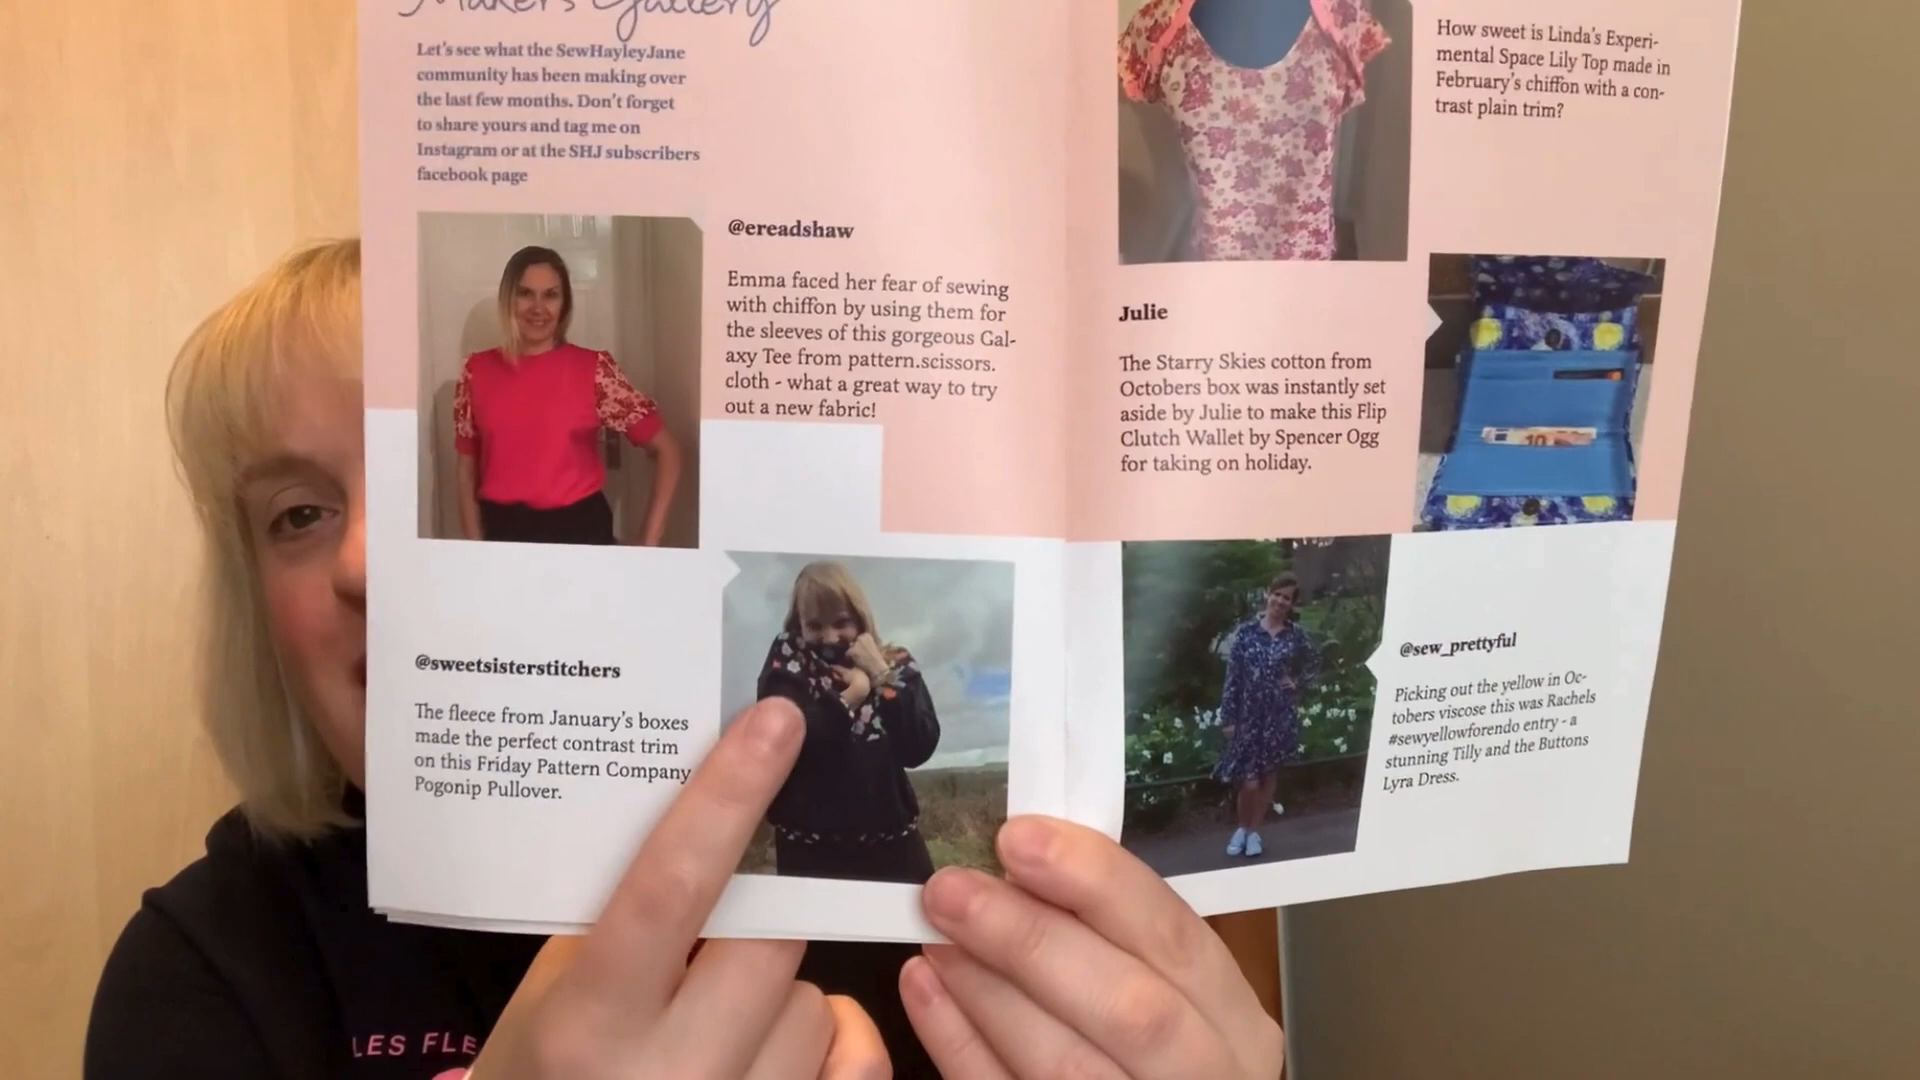 Makers Gallery
Let's see what the SewHayleyJane
community has been making over
the last few months. Don't forget
to share yours and tag me on
Instagram or at the SHJ subscribers
facebook page
@ereadshaw
Emma faced her fear of sewing
with chiffon by using them for
the sleeves of this gorgeous Gal-
axy Tee from pattern.scissors.
cloth - what a great way to try
out a new fabric!
@sweetsisterstitchers
The fleece from January's boxes
made the perfect contrast trim
on this Friday Pattern Company
Pogonip Pullover.
How sweet is Linda's Experi-
mental Space Lily Top made in
February's chiffon with a con-
trast plain trim?
Julie
The Starry Skies cotton from
Octobers box was instantly set
aside by Julie to make this Flip
Clutch Wallet by Spencer Ogg
for taking on holiday.
10
@sew_prettyful
Picking out the yellow in Oc-
tobers viscose this was Rachels
#sewyellowforendo entry - a
stunning Tilly and the Buttons
Lyra Dress.
LES FLE